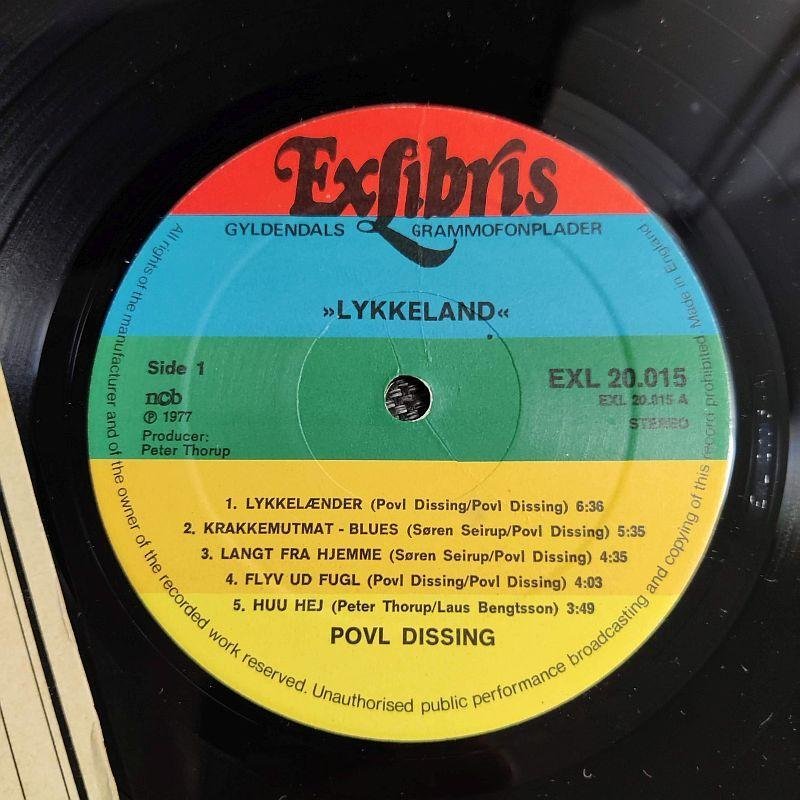 ExLibris
GYLDENDALS GRAMMOFONPLADER
»LYKKELAND«
Side 1
ncb
Ⓟ 1977
Producer:
Peter Thorup
EXL 20.015
EXL 20.015 A
STEREO
1. LYKKELÆNDER (Povl Dissing/Povl Dissing) 6:36
2. KRAKKEMUTMAT - BLUES (Søren Seirup/Povl Dissing) 5:35
3. LANGT FRA HJEMME (Søren Seirup/Povl Dissing) 4:35
4. FLYV UD FUGL (Povl Dissing/Povl Dissing) 4:03
5. HUU HEJ (Peter Thorup/Laus Bengtsson) 3:49
POVL DISSING
All rights of the manufacturer and of the owner of the recorded work reserved. Unauthorised public performance broadcasting and copying of this record prohibited. Made in England